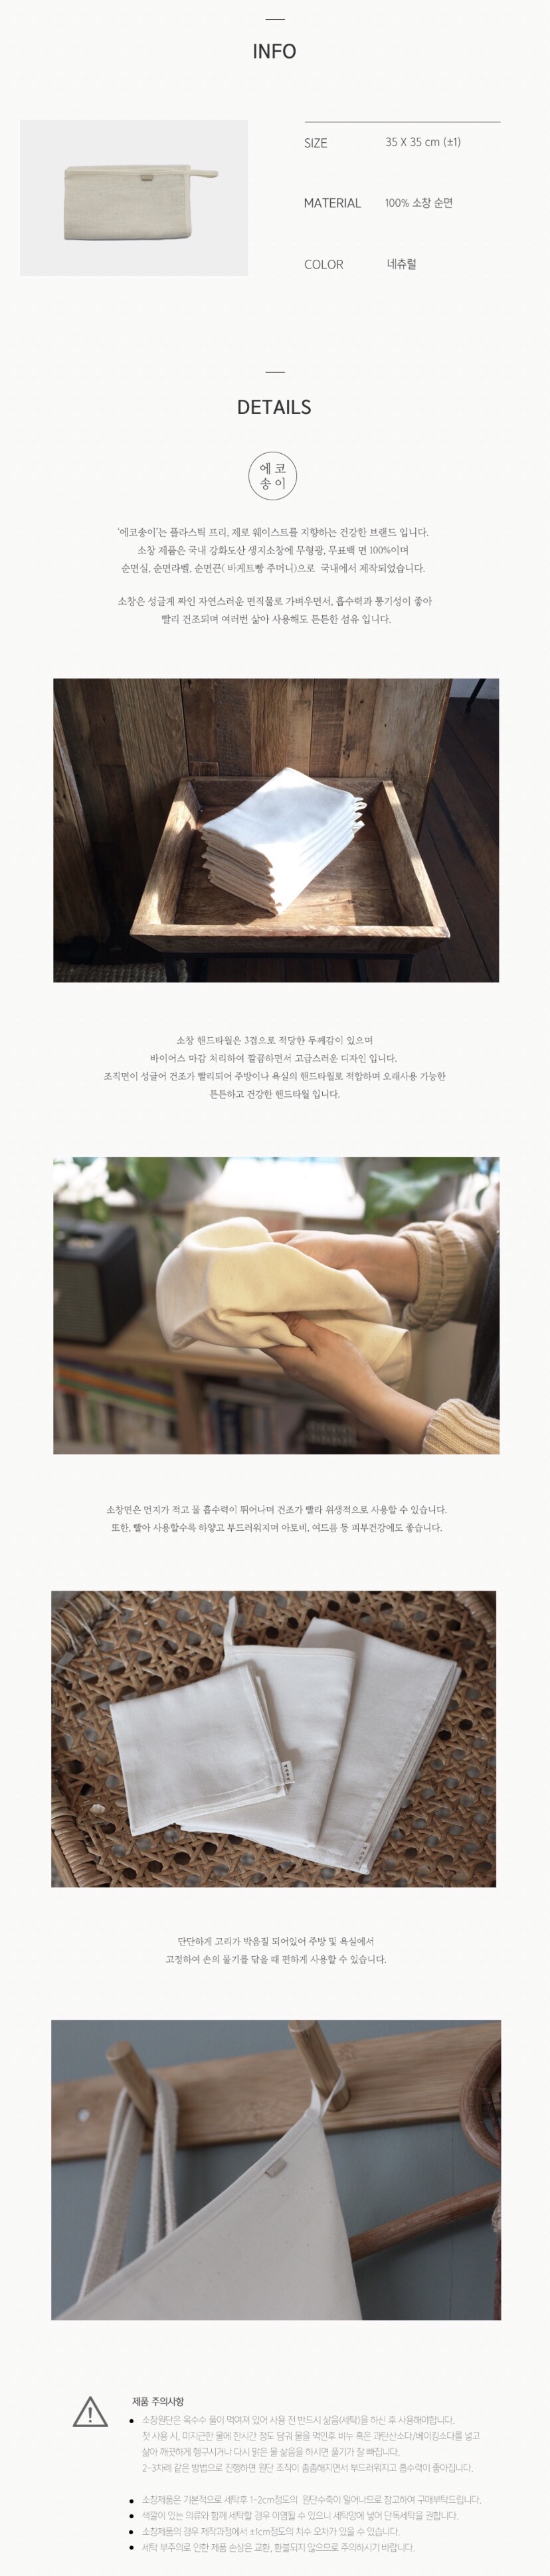 INFO
SIZE 35 X 35 cm (±1)
MATERIAL 100% 소창 순면
COLOR 네츄럴
DETAILS
에코
송이
'에코송이'는 플라스틱 프리, 제로 웨이스트를 지향하는 건강한 브랜드 입니다.
소창 제품은 국내 강화도산 생지소창에 무형광, 무표백 면 100%이며
순면실, 순면라벨, 순면끈( 바게트빵 주머니)으로 국내에서 제작되었습니다.
소창은 성글게 짜인 자연스러운 면직물로 가벼우면서, 흡수력과 통기성이 좋아
빨리 건조되며 여러번 삶아 사용해도 튼튼한 섬유 입니다.
소창 핸드타월은 3겹으로 적당한 두께감이 있으며
바이어스 마감 처리하여 깔끔하면서 고급스러운 디자인 입니다.
조직면이 성글어 건조가 빨리되어 주방이나 욕실의 핸드타월로 적합하며 오래사용 가능한
튼튼하고 건강한 핸드타월 입니다.
소창면은 먼지가 적고 물 흡수력이 뛰어나며 건조가 빨라 위생적으로 사용할 수 있습니다.
또한, 빨아 사용할수록 하얗고 부드러워지며 아토비, 여드름 등 피부건강에도 좋습니다.
단단하게 고리가 박음질 되어있어 주방 및 욕실에서
고정하여 손의 물기를 닦을 때 편하게 사용할 수 있습니다.
제품 주의사항
● 소창원단은 옥수수 풀이 먹여져 있어 사용 전 반드시 삶음(세탁)을 하신 후 사용해야합니다.
첫 사용 시, 미지근한 물에 한시간 정도 담궈 물을 먹인후 비누 혹은 과탄산소다/베이킹소다를 넣고
삶아 깨끗하게 헹구시거나 다시 맑은 물 삶음을 하시면 풀기가 잘 빠집니다.
2-3차례 같은 방법으로 진행하면 원단 조직이 촘촘해지면서 부드러워지고 흡수력이 좋아집니다.
● 소창제품은 기본적으로 세탁후 1-2cm정도의 원단수축이 일어나므로 참고하여 구매부탁드립니다.
● 색깔이 있는 의류와 함께 세탁할 경우 이염될 수 있으니 세탁망에 넣어 단독세탁을 권합니다.
● 소창제품의 경우 제작과정에서 ±1cm정도의 치수 오차가 있을 수 있습니다.
● 세탁 부주의로 인한 제품 손상은 교환, 환불되지 않으므로 주의하시기 바랍니다.